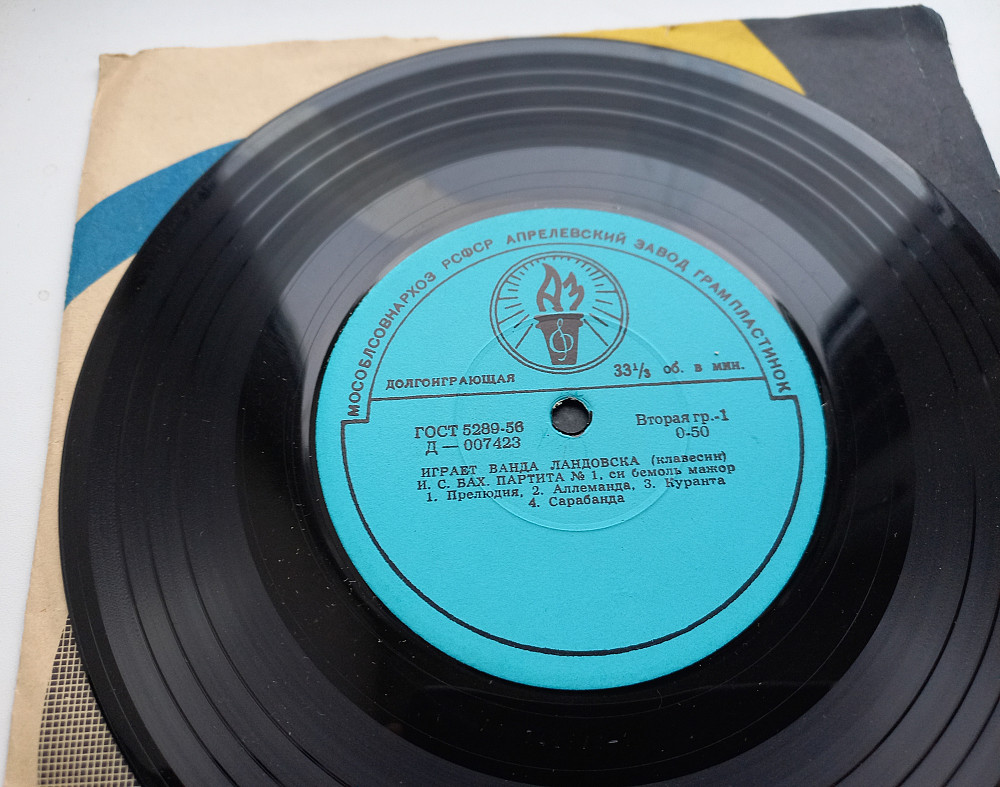 МОСОБЛСОВНАРХОЗ РСФСР АПРЕЛЕВСКИЙ ЗАВОД ГРАМПЛАСТИНОК
АЗ
ДОЛГОИГРАЮЩАЯ 33⅓ об. в мин.
ГОСТ 5289-56 Вторая гр.-1
Д — 007423 0-50
ИГРАЕТ ВАНДА ЛАНДОВСКА (клавесин)
И. С. БАХ. ПАРТИТА № 1, си бемоль мажор
1. Прелюдия, 2. Аллеманда, 3. Куранта
4. Сарабанда